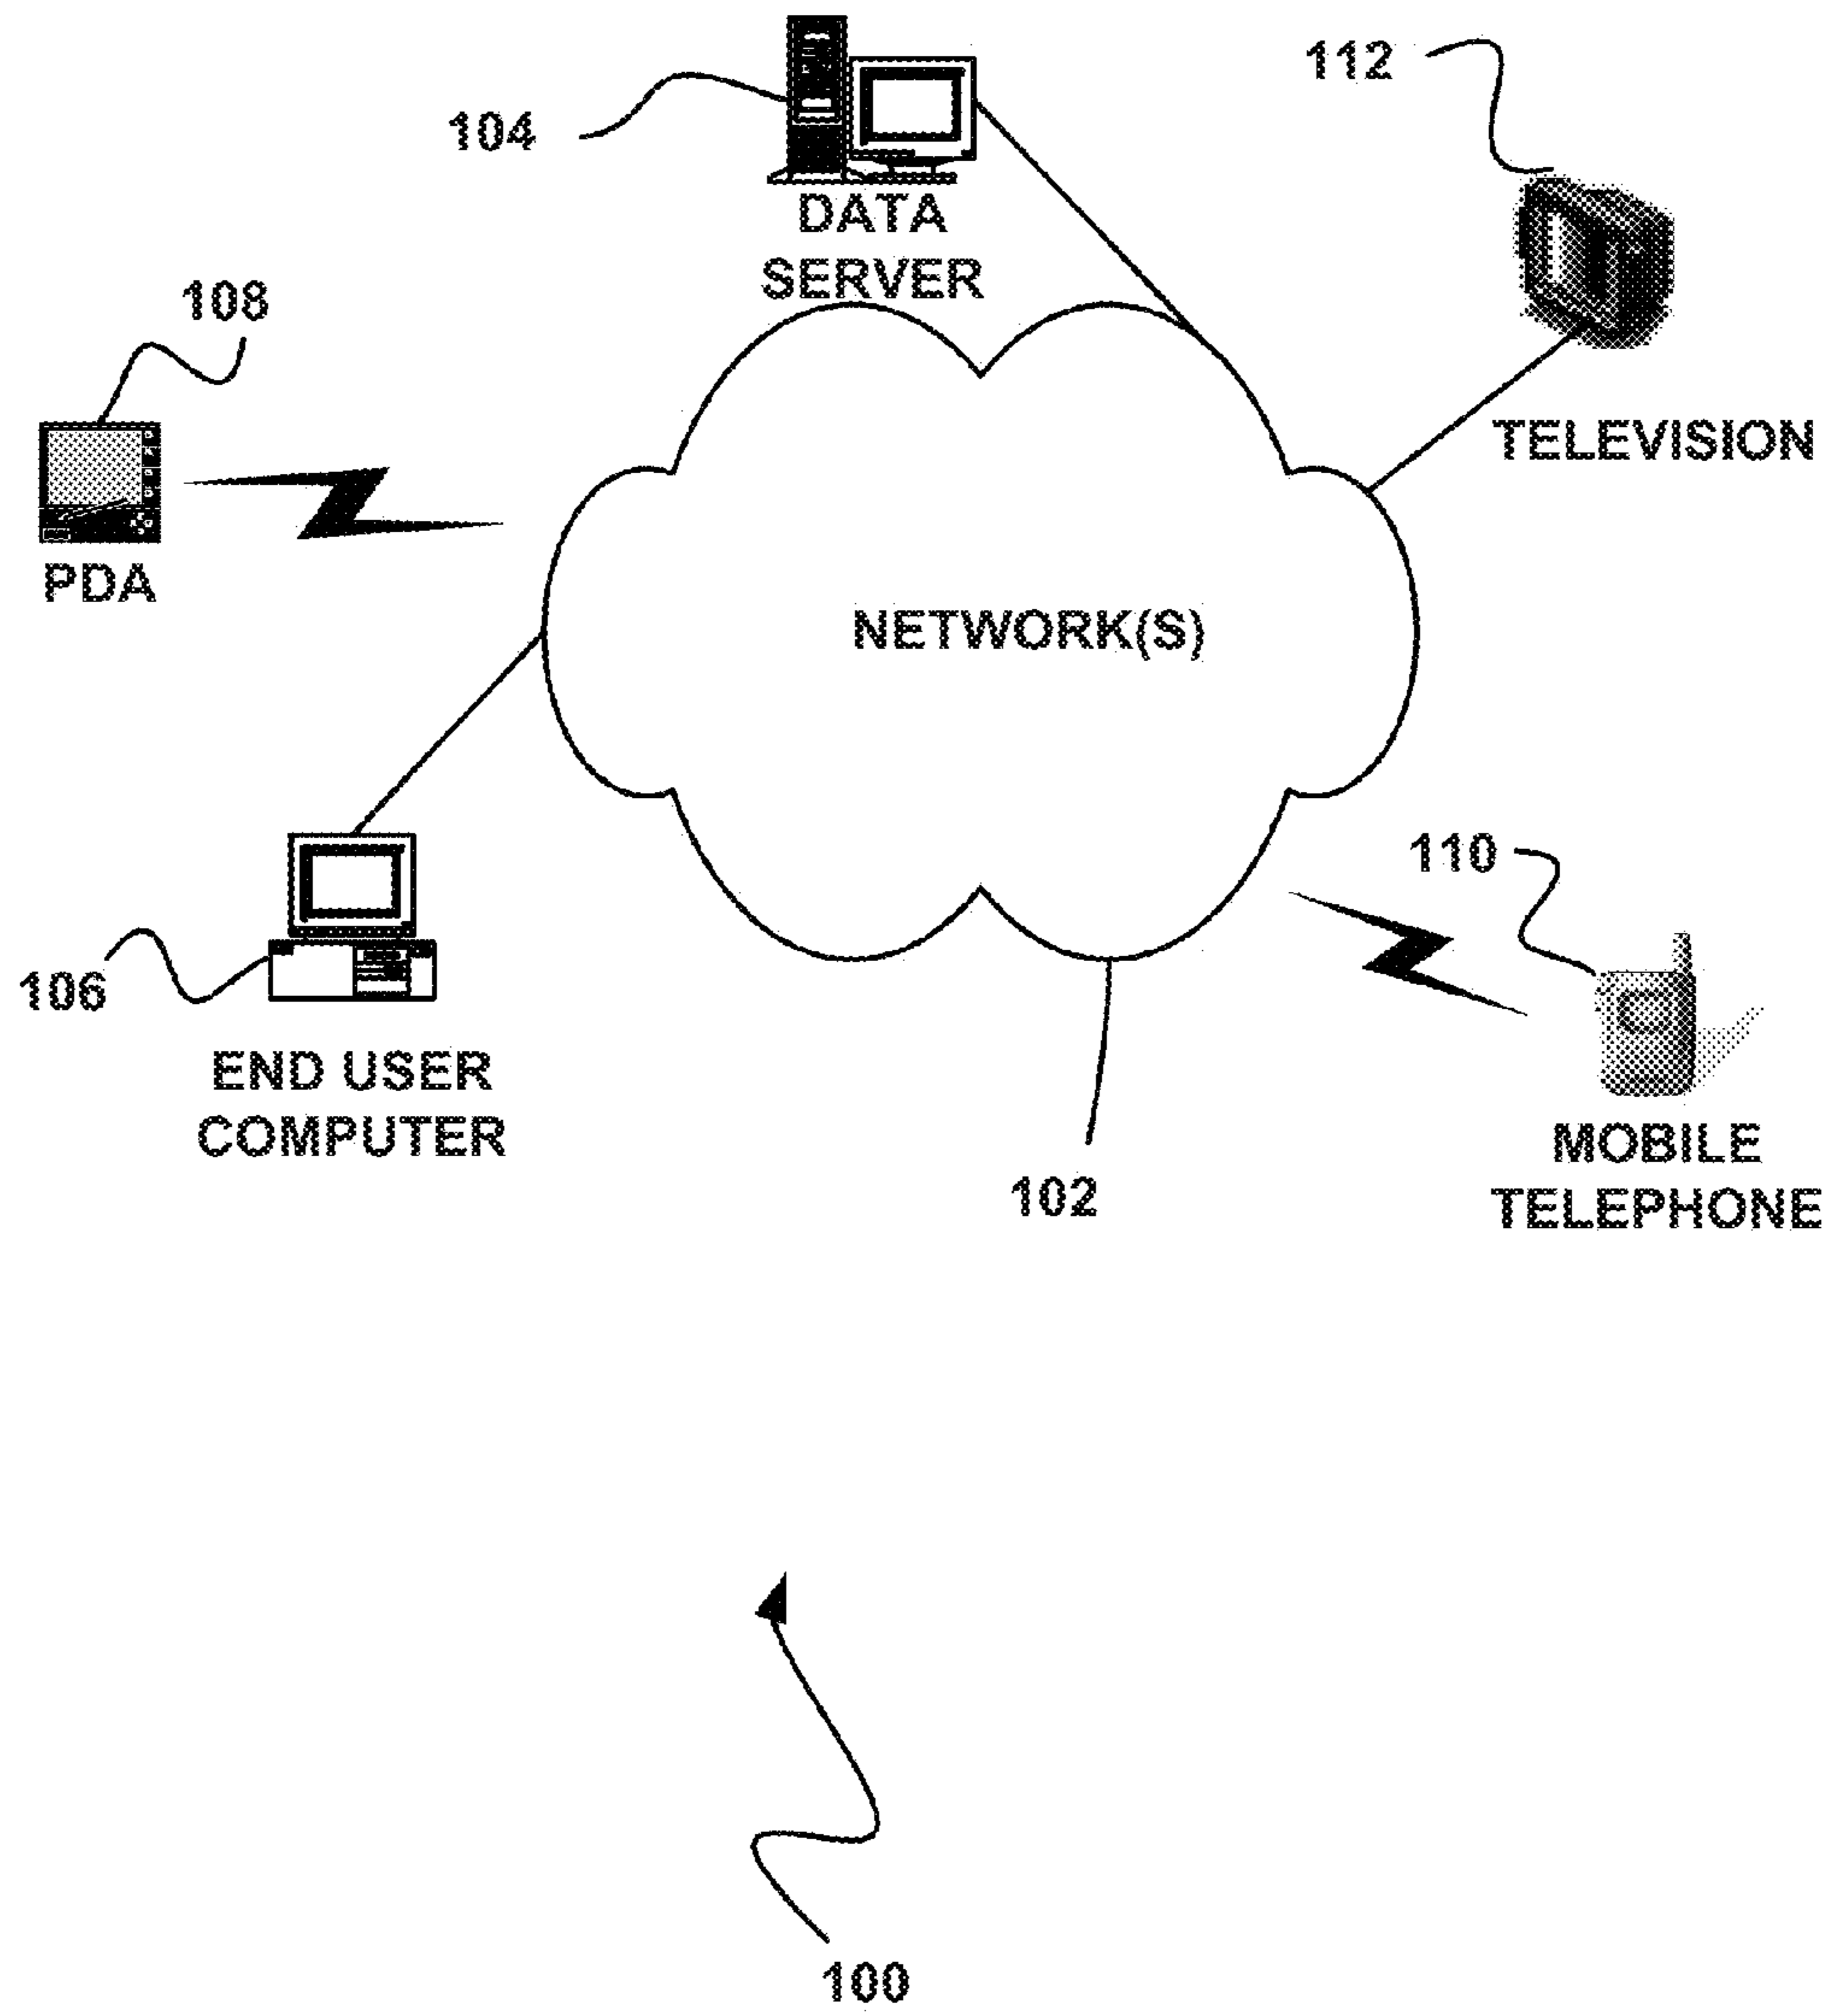 104
112
DATA
SERVER
108
TELEVISION
PDA
NETWORK(S)
110
106
END USER
COMPUTER
102
MOBILE
TELEPHONE
100